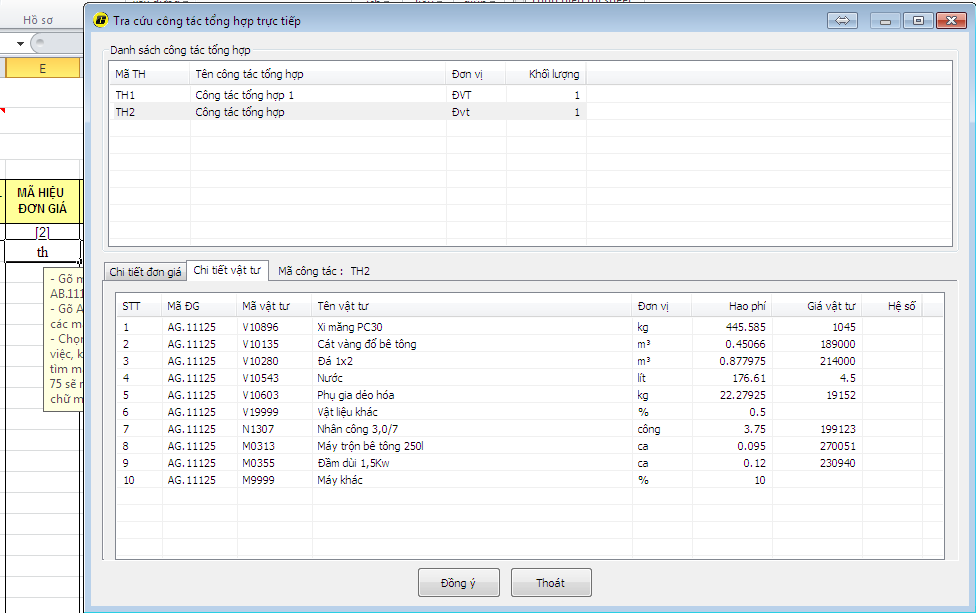 Hồ sơ
Tra cứu công tác tổng hợp trực tiếp
Danh sách công tác tổng hợp
Mã TH Tên công tác tổng hợp Đơn vị Khối lượng
TH1 Công tác tổng hợp 1 ĐVT 1
TH2 Công tác tổng hợp Đvt 1
E
MÃ HIỆU
ĐƠN GIÁ
[2]
th
- Gõ
AB.111
- Gõ A
các m
- Chọn
việc, k
tìm m
75 sẽ
chữ m
Chi tiết đơn giá Chi tiết vật tư Mã công tác : TH2
STT Mã ĐG Mã vật tư Tên vật tư Đơn vị Hao phí Giá vật tư Hệ số
1 AG.11125 V10896 Xi măng PC30 kg 445.585 1045
2 AG.11125 V10135 Cát vàng đổ bê tông m³ 0.45066 189000
3 AG.11125 V10280 Đá 1x2 m³ 0.877975 214000
4 AG.11125 V10543 Nước lít 176.61 4.5
5 AG.11125 V10603 Phụ gia dẻo hóa kg 22.27925 19152
6 AG.11125 V19999 Vật liệu khác % 0.5
7 AG.11125 N1307 Nhân công 3,0/7 công 3.75 199123
8 AG.11125 M0313 Máy trộn bê tông 250l ca 0.095 270051
9 AG.11125 M0355 Đầm dùi 1,5Kw ca 0.12 230940
10 AG.11125 M9999 Máy khác % 10
Đồng ý Thoát